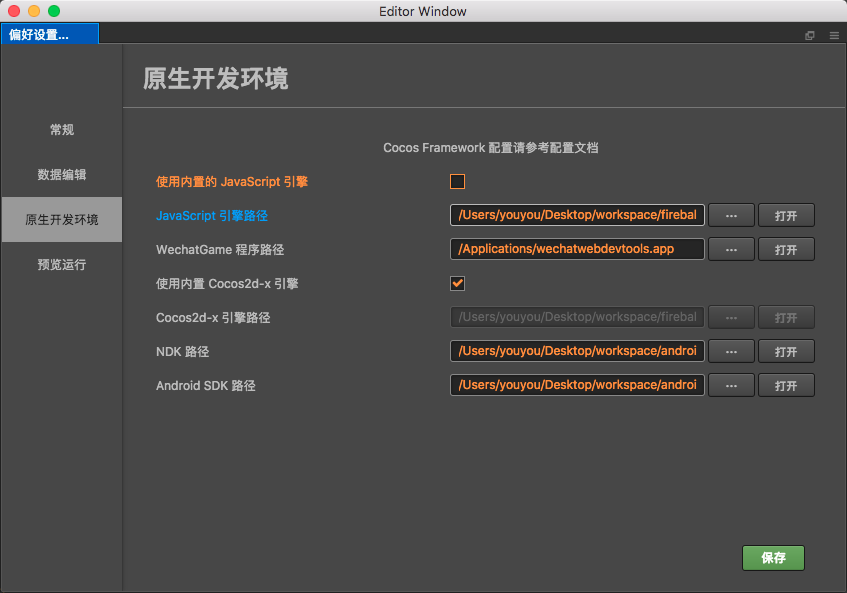 Editor Window
偏好设置...
原生开发环境
常规
数据编辑
原生开发环境
预览运行
Cocos Framework 配置请参考配置文档
使用内置的 JavaScript 引擎
JavaScript 引擎路径 /Users/youyou/Desktop/workspace/firebal ... 打开
WechatGame 程序路径 /Applications/wechatwebdevtools.app ... 打开
使用内置 Cocos2d-x 引擎
Cocos2d-x 引擎路径 /Users/youyou/Desktop/workspace/firebal ... 打开
NDK 路径 /Users/youyou/Desktop/workspace/androi ... 打开
Android SDK 路径 /Users/youyou/Desktop/workspace/androi ... 打开
保存